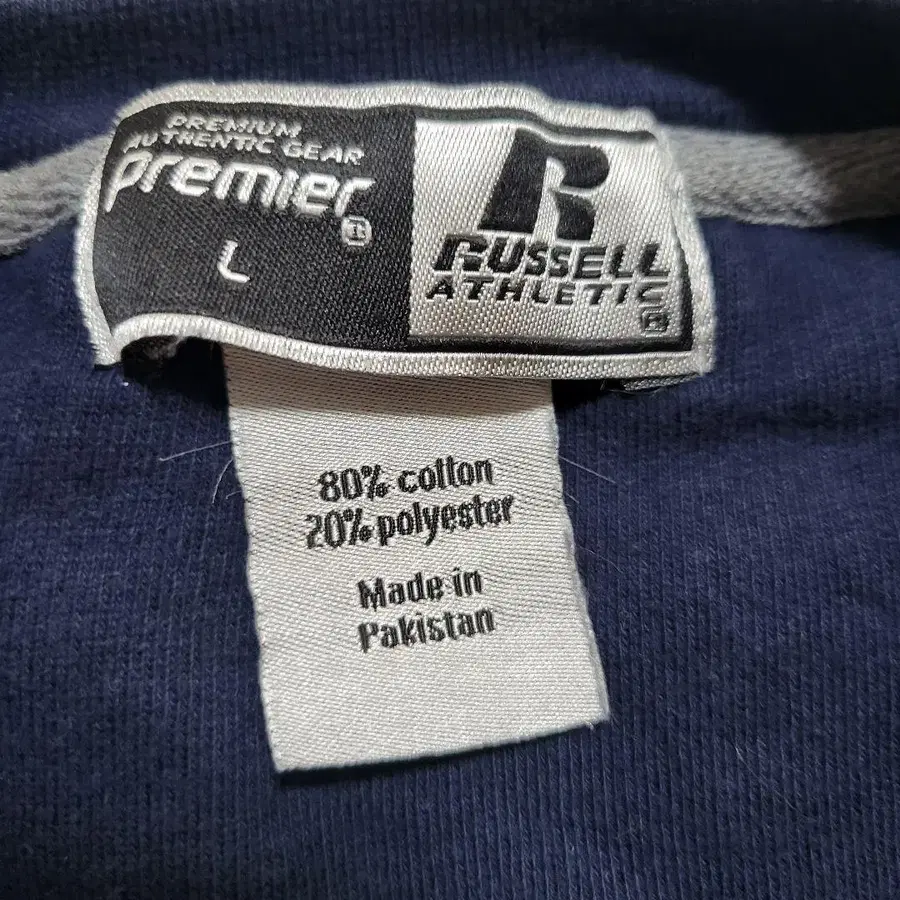 PREMIUM
AUTHENTIC GEAR
premier®
L
R
RUSSELL
ATHLETIC®
80% cotton
20% polyester
Made in
Pakistan